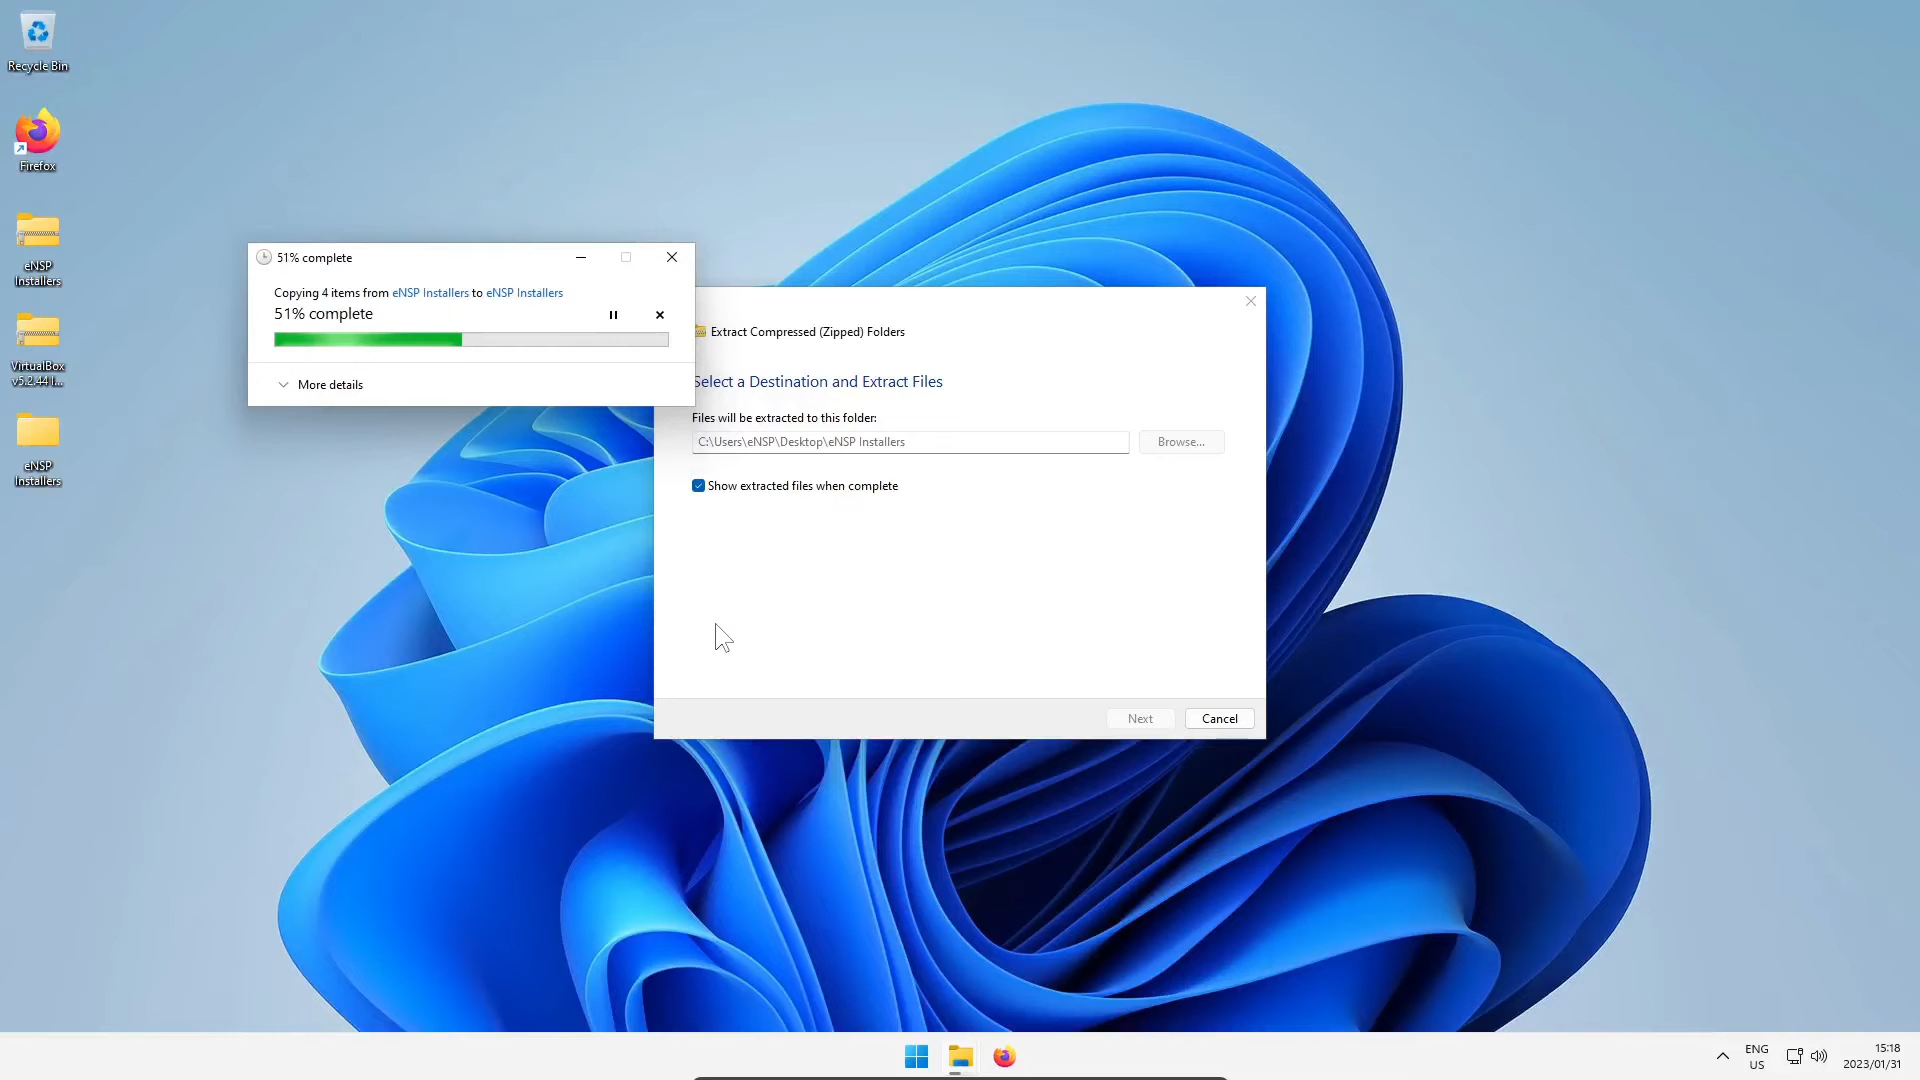 Recycle Bin
Firefox
eNSP
Installers
VirtualBox
v5.2.44 I...
eNSP
Installers
51% complete
Copying 4 items from eNSP Installers to eNSP Installers
51% complete
More details
Extract Compressed (Zipped) Folders
Select a Destination and Extract Files
Files will be extracted to this folder:
C:\Users\eNSP\Desktop\eNSP Installers
Browse...
Show extracted files when complete
Next
Cancel
ENG
US
15:18
2023/01/31